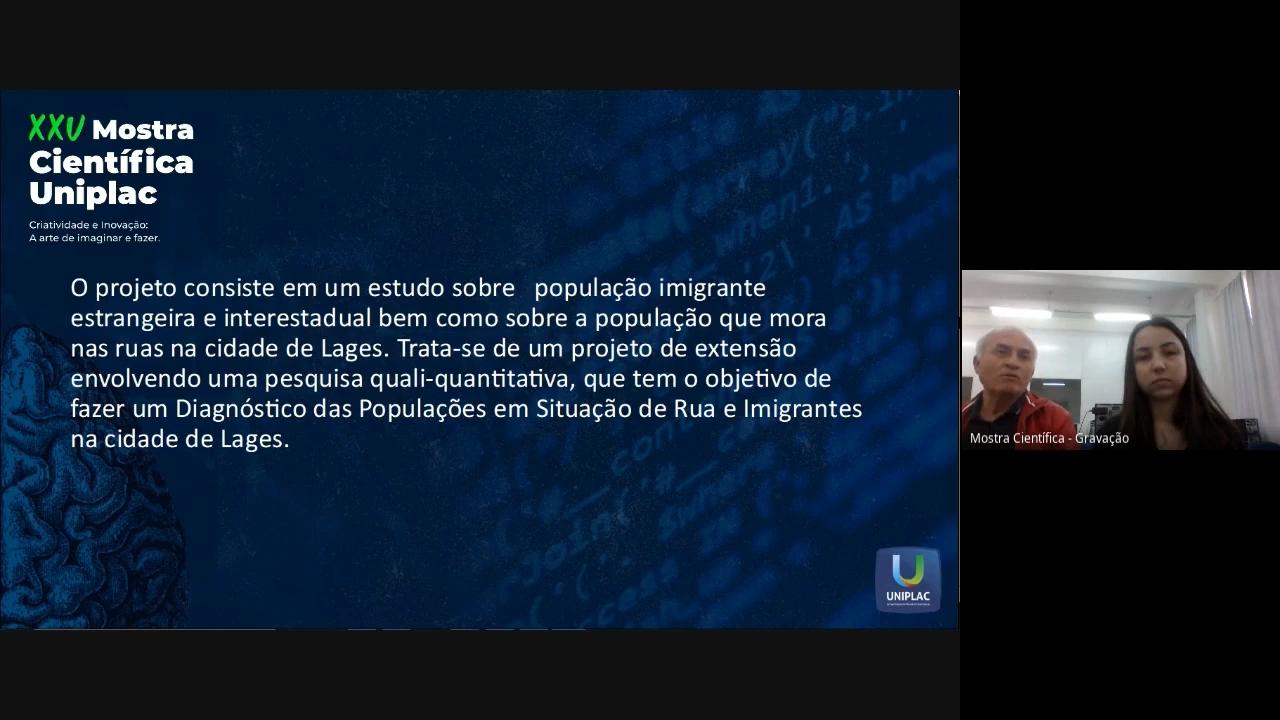 XXV Mostra
Científica
Uniplac
Criatividade e Inovação:
A arte de imaginar e fazer.
O projeto consiste em um estudo sobre   população imigrante
estrangeira e interestadual bem como sobre a população que mora
nas ruas na cidade de Lages. Trata-se de um projeto de extensão
envolvendo uma pesquisa quali-quantitativa, que tem o objetivo de
fazer um Diagnóstico das Populações em Situação de Rua e Imigrantes
na cidade de Lages.
UNIPLAC
Mostra Científica - Gravação